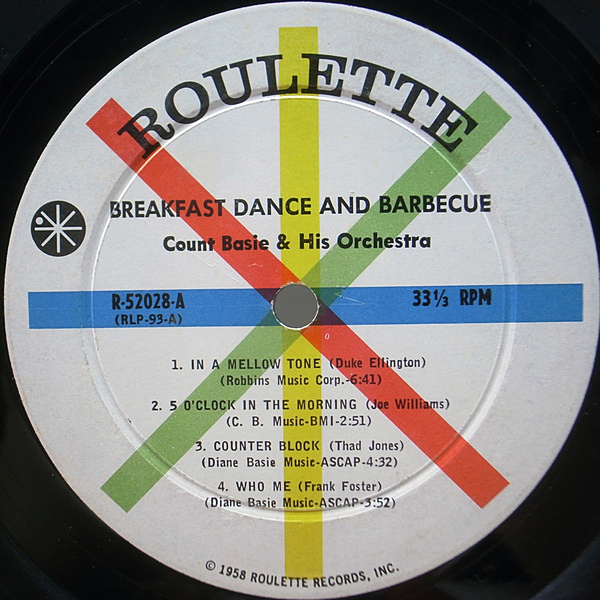 ROULETTE
BREAKFAST DANCE AND BARBECUE
Count Basie & His Orchestra
R-52028-A
(RLP-93-A)
33 1/3 RPM
1. IN A MELLOW TONE (Duke Ellington)
(Robbins Music Corp.-6:41)
2. 5 O'CLOCK IN THE MORNING (Joe Williams)
(C. B. Music-BMI-2:51)
3. COUNTER BLOCK (Thad Jones)
(Diane Basie Music-ASCAP-4:32)
4. WHO ME (Frank Foster)
(Diane Basie Music-ASCAP-3:52)
© 1958 ROULETTE RECORDS, INC.